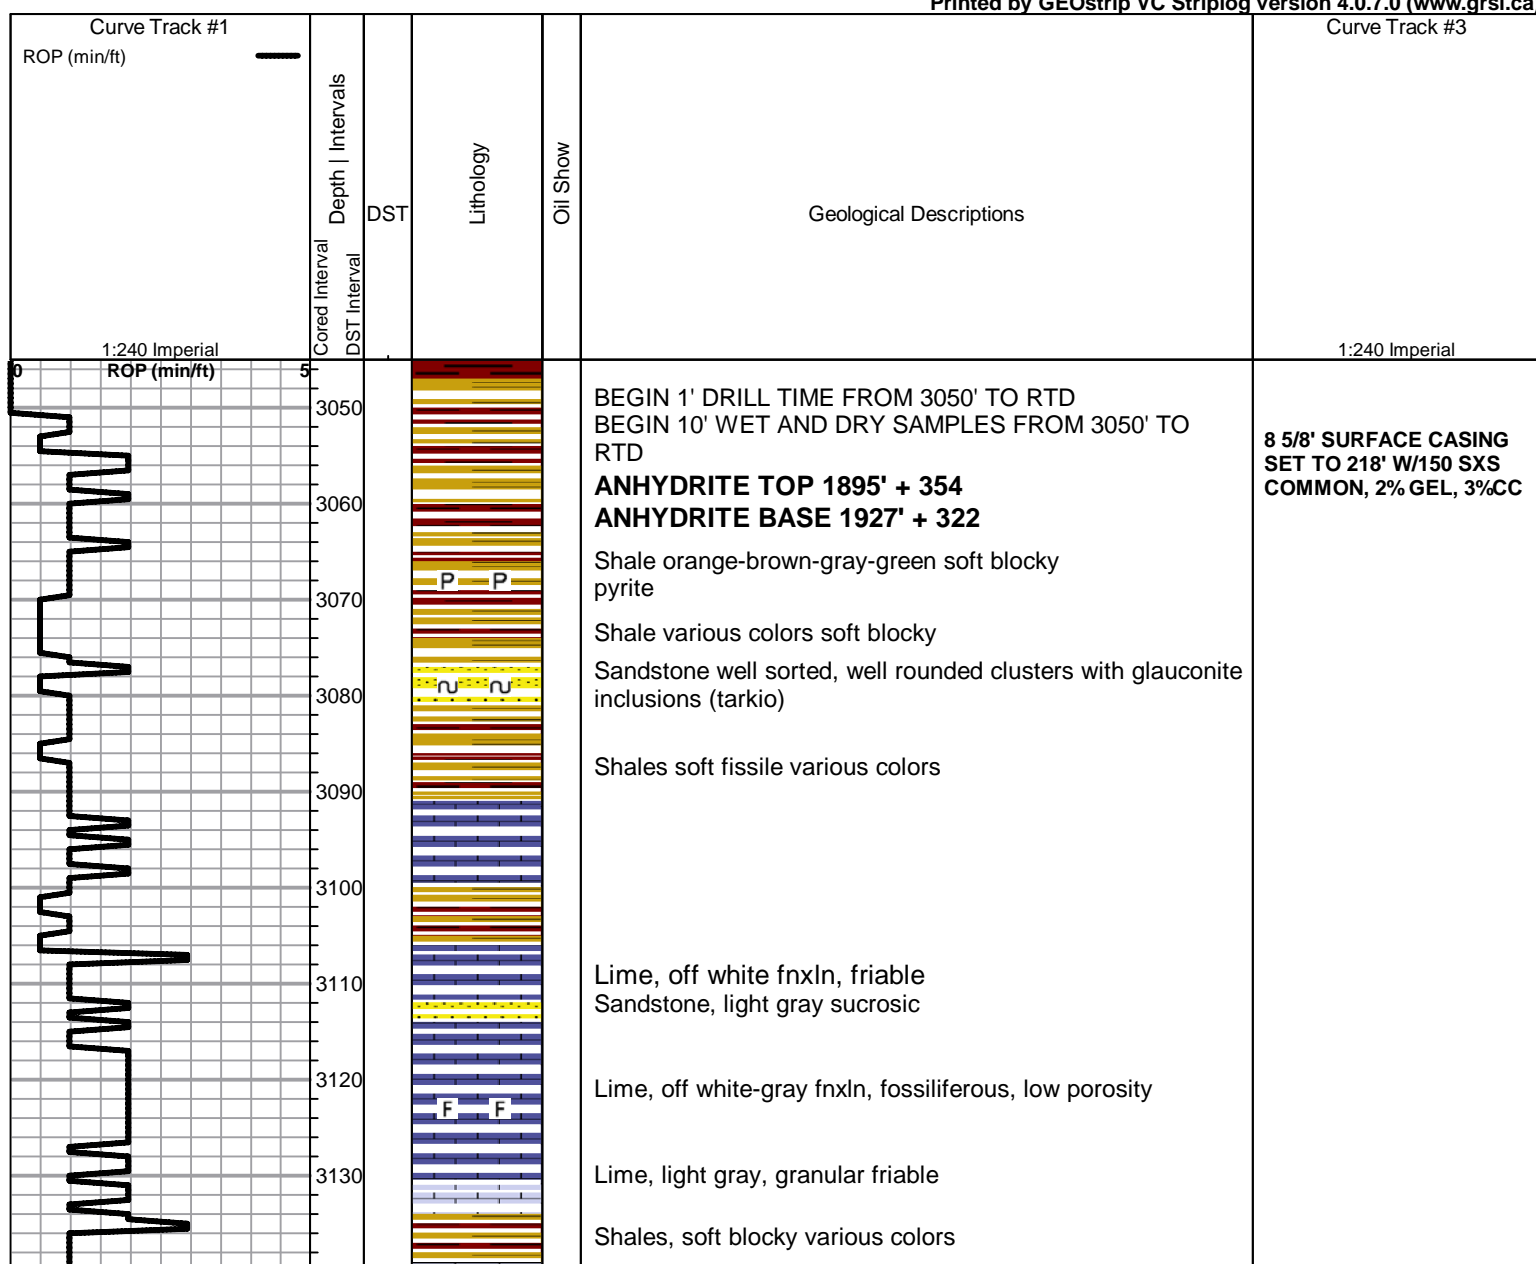 Printed by GEOstrip VC Striplog version 4.0.7.0 (www.grsi.ca)
Curve Track #1
ROP (min/ft)
1:240 Imperial
Cored Interval
Depth | Intervals
DST Interval
DST
Lithology
Oil Show
Geological Descriptions
Curve Track #3
1:240 Imperial
0 ROP (min/ft) 5
3050
3060
3070
3080
3090
3100
3110
3120
3130
P P
F F
BEGIN 1' DRILL TIME FROM 3050' TO RTD
BEGIN 10' WET AND DRY SAMPLES FROM 3050' TO
RTD
ANHYDRITE TOP 1895' + 354
ANHYDRITE BASE 1927' + 322
Shale orange-brown-gray-green soft blocky
pyrite
Shale various colors soft blocky
Sandstone well sorted, well rounded clusters with glauconite
inclusions (tarkio)
Shales soft fissile various colors
Lime, off white fnxln, friable
Sandstone, light gray sucrosic
Lime, off white-gray fnxln, fossiliferous, low porosity
Lime, light gray, granular friable
Shales, soft blocky various colors
8 5/8' SURFACE CASING
SET TO 218' W/150 SXS
COMMON, 2% GEL, 3%CC